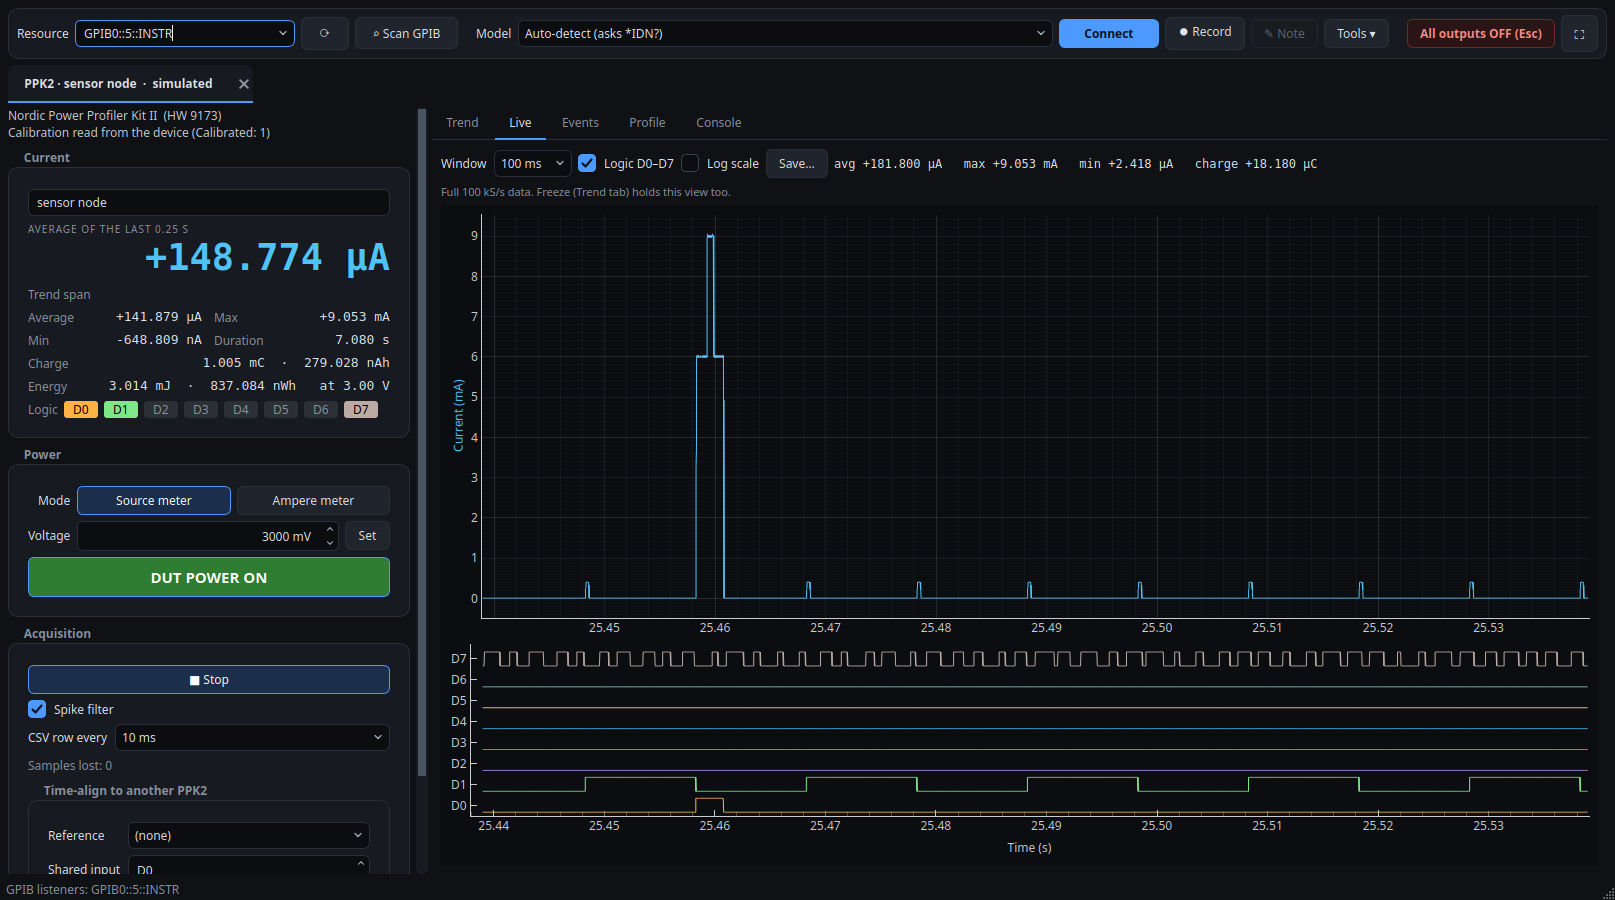 Resource GPIB0::5::INSTR ⟳ ⌕ Scan GPIB Model Auto-detect (asks *IDN?) Connect ● Record ✎ Note Tools ▾ All outputs OFF (Esc) ⛶
PPK2 · sensor node · simulated ✕
Nordic Power Profiler Kit II (HW 9173)
Calibration read from the device (Calibrated: 1)
Current
sensor node
AVERAGE OF THE LAST 0.25 S
+148.774 µA
Trend span
Average +141.879 µA Max +9.053 mA
Min -648.809 nA Duration 7.080 s
Charge 1.005 mC · 279.028 nAh
Energy 3.014 mJ · 837.084 nWh at 3.00 V
Logic D0 D1 D2 D3 D4 D5 D6 D7
Power
Mode Source meter Ampere meter
Voltage 3000 mV Set
DUT POWER ON
Acquisition
■ Stop
Spike filter
CSV row every 10 ms
Samples lost: 0
Time-align to another PPK2
Reference (none)
Shared input D0
Trend Live Events Profile Console
Window 100 ms Logic D0–D7 Log scale Save... avg +181.800 µA max +9.053 mA min +2.418 µA charge +18.180 µC
Full 100 kS/s data. Freeze (Trend tab) holds this view too.
Current (mA)
9
8
7
6
5
4
3
2
1
0
25.45 25.46 25.47 25.48 25.49 25.50 25.51 25.52 25.53
D7
D6
D5
D4
D3
D2
D1
D0
25.44 25.45 25.46 25.47 25.48 25.49 25.50 25.51 25.52 25.53
Time (s)
GPIB listeners: GPIB0::5::INSTR